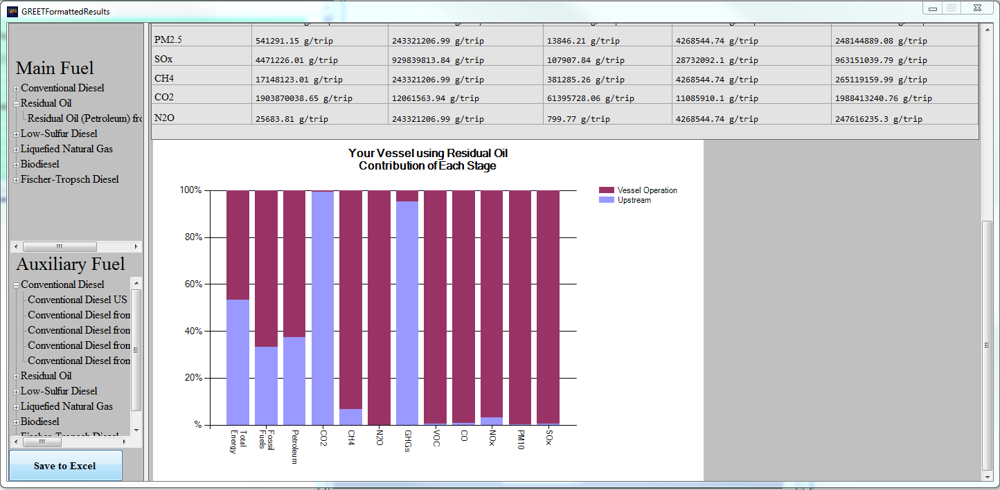 GREETFormattedResults
Main Fuel
Conventional Diesel
Residual Oil
Residual Oil (Petroleum) fro
Low-Sulfur Diesel
Liquefied Natural Gas
Biodiesel
Fischer-Tropsch Diesel
Auxiliary Fuel
Conventional Diesel
Conventional Diesel US
Conventional Diesel from
Conventional Diesel from
Conventional Diesel from
Conventional Diesel from
Residual Oil
Low-Sulfur Diesel
Liquefied Natural Gas
Biodiesel
Fischer-Tropsch Diesel
Save to Excel
PM2.5 541291.15 g/trip 243321206.99 g/trip 13846.21 g/trip 4268544.74 g/trip 248144889.08 g/trip
SOx 4471226.01 g/trip 929839813.84 g/trip 107907.84 g/trip 28732092.1 g/trip 963151039.79 g/trip
CH4 17148123.01 g/trip 243321206.99 g/trip 381285.26 g/trip 4268544.74 g/trip 265119159.99 g/trip
CO2 1903870038.65 g/trip 12061563.94 g/trip 61395728.06 g/trip 11085910.1 g/trip 1988413240.76 g/trip
N2O 25683.81 g/trip 243321206.99 g/trip 799.77 g/trip 4268544.74 g/trip 247616235.3 g/trip
Your Vessel using Residual Oil
Contribution of Each Stage
100%
80%
60%
40%
20%
%
Total
Energy
Fossil
Fuels
Petroleum
CO2
CH4
N2O
GHGs
VOC
CO
NOx
PM10
SOx
Vessel Operation
Upstream